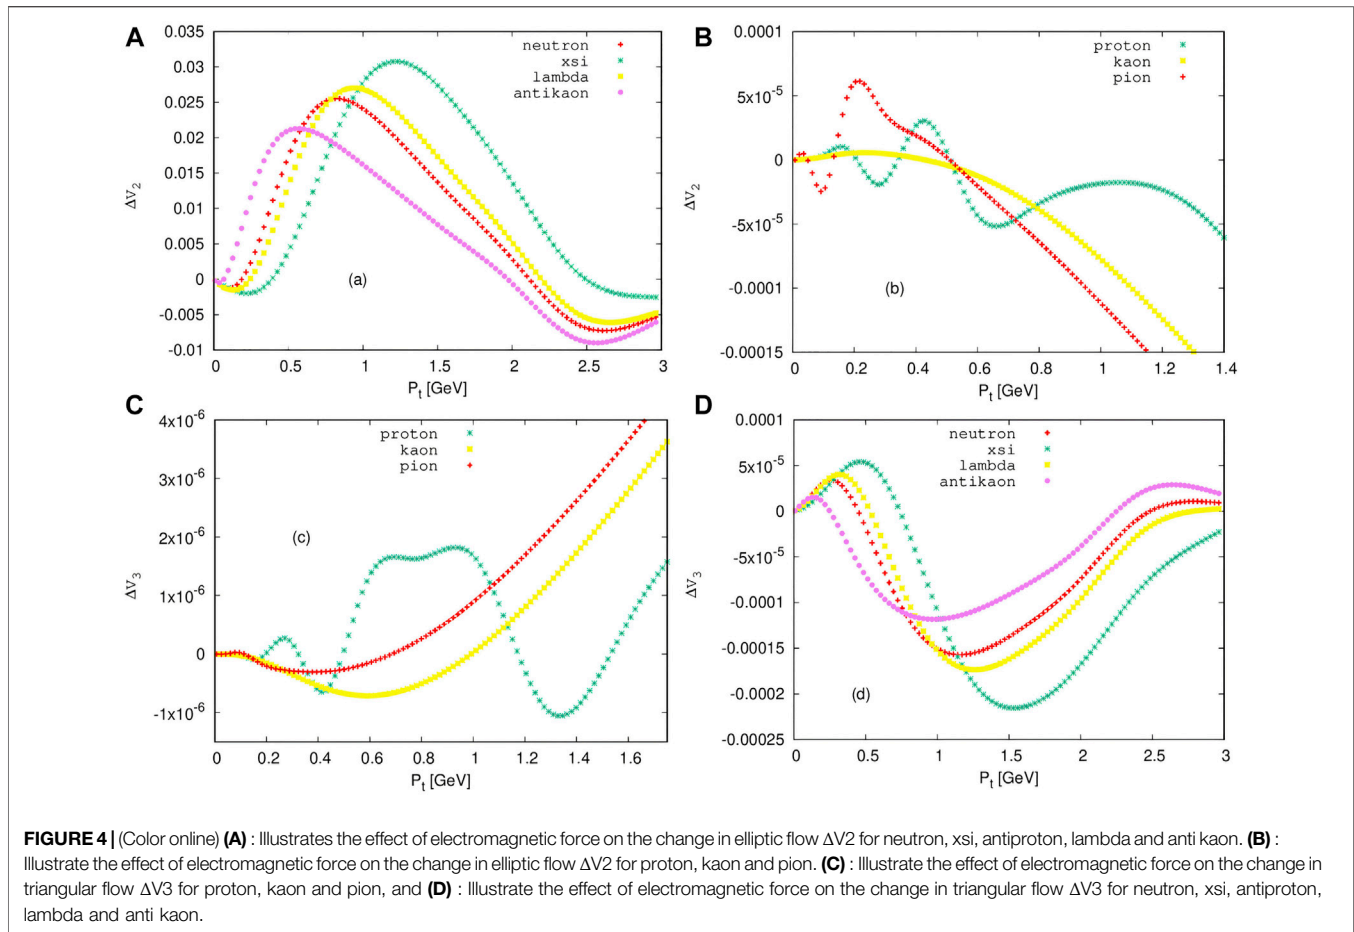 A
0.035
0.03
0.025
0.02
0.015
0.01
0.005
0
-0.005
-0.01
ΔV2
neutron
xsi
lambda
antikaon
(a)
0 0.5 1 1.5 2 2.5 3
Pt [GeV]
B
0.0001
5x10-5
0
-5x10-5
-0.0001
-0.00015
ΔV2
proton
kaon
pion
(b)
0 0.2 0.4 0.6 0.8 1 1.2 1.4
Pt [GeV]
C
4x10-6
3x10-6
2x10-6
1x10-6
0
-1x10-6
ΔV3
proton
kaon
pion
(c)
0 0.2 0.4 0.6 0.8 1 1.2 1.4 1.6
Pt [GeV]
D
0.0001
5x10-5
0
-5x10-5
-0.0001
-0.00015
-0.0002
-0.00025
ΔV3
neutron
xsi
lambda
antikaon
(d)
0 0.5 1 1.5 2 2.5 3
Pt [GeV]
FIGURE 4 | (Color online) (A) : Illustrates the effect of electromagnetic force on the change in elliptic flow ΔV2 for neutron, xsi, antiproton, lambda and anti kaon. (B) :
Illustrate the effect of electromagnetic force on the change in elliptic flow ΔV2 for proton, kaon and pion. (C) : Illustrate the effect of electromagnetic force on the change in
triangular flow ΔV3 for proton, kaon and pion, and (D) : Illustrate the effect of electromagnetic force on the change in triangular flow ΔV3 for neutron, xsi, antiproton,
lambda and anti kaon.